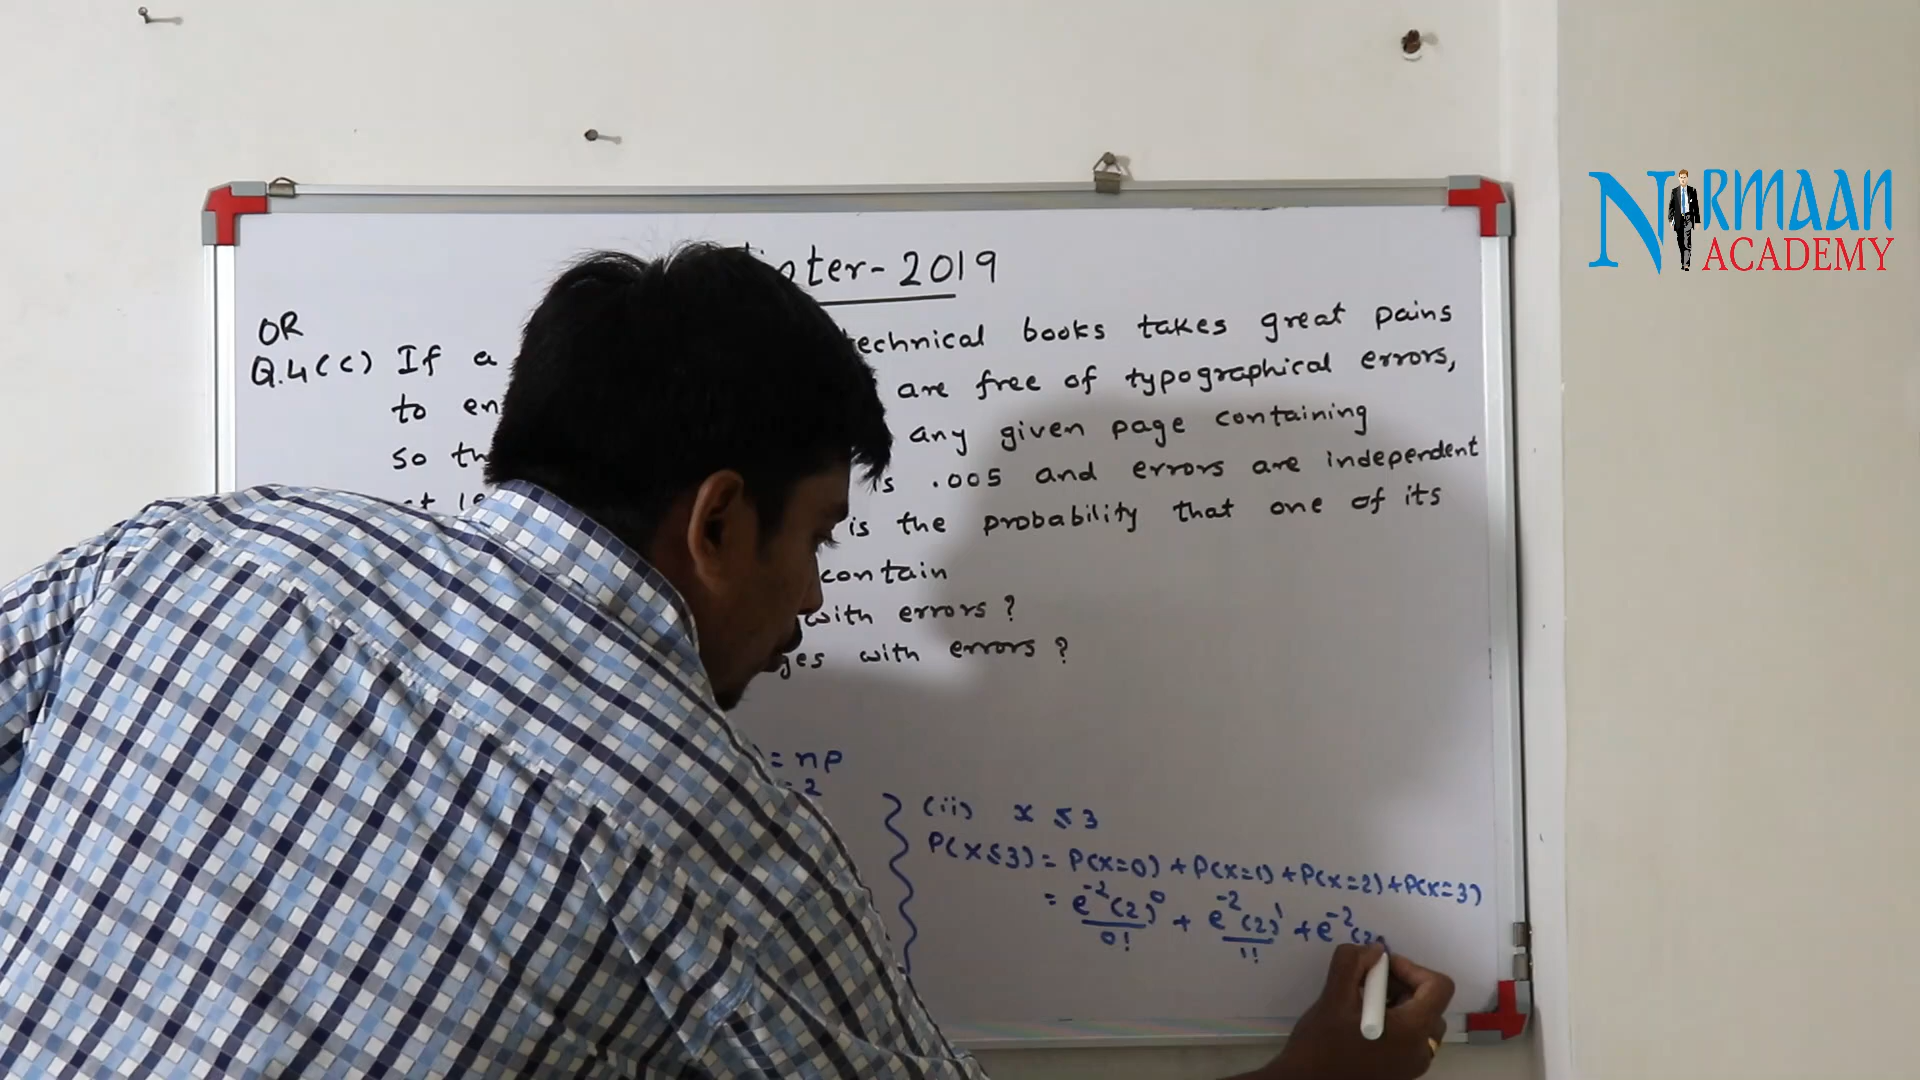 NIRMAAN
ACADEMY
inter-2019
OR
Q.4(c) If a technical books takes great pains
to en are free of typographical errors,
so th any given page containing
is .005 and errors are independent
is the probability that one of its
contain
with errors ?
ges with errors ?
= np
= 2
(ii) x ≤ 3
P(X≤3) = P(X=0) + P(X=1) + P(X=2) + P(X=3)
= e^-2 (2)^0 / 0! + e^-2 (2)^1 / 1! + e^-2 (2)